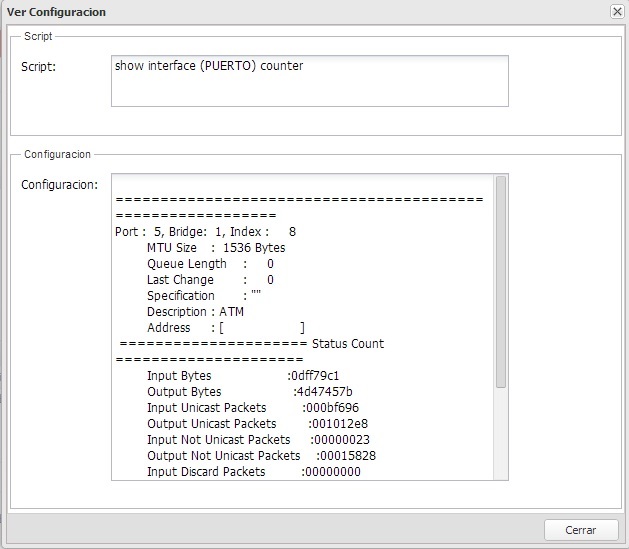 Ver Configuracion
Script
Script:
show interface (PUERTO) counter
Configuracion
Configuracion:
=========================================
==================
Port : 5, Bridge: 1, Index : 8
MTU Size : 1536 Bytes
Queue Length : 0
Last Change : 0
Specification : ""
Description : ATM
Address : [ ]
===================== Status Count
=====================
Input Bytes :0dff79c1
Output Bytes :4d47457b
Input Unicast Packets :000bf696
Output Unicast Packets :001012e8
Input Not Unicast Packets :00000023
Output Not Unicast Packets :00015828
Input Discard Packets :00000000
Cerrar